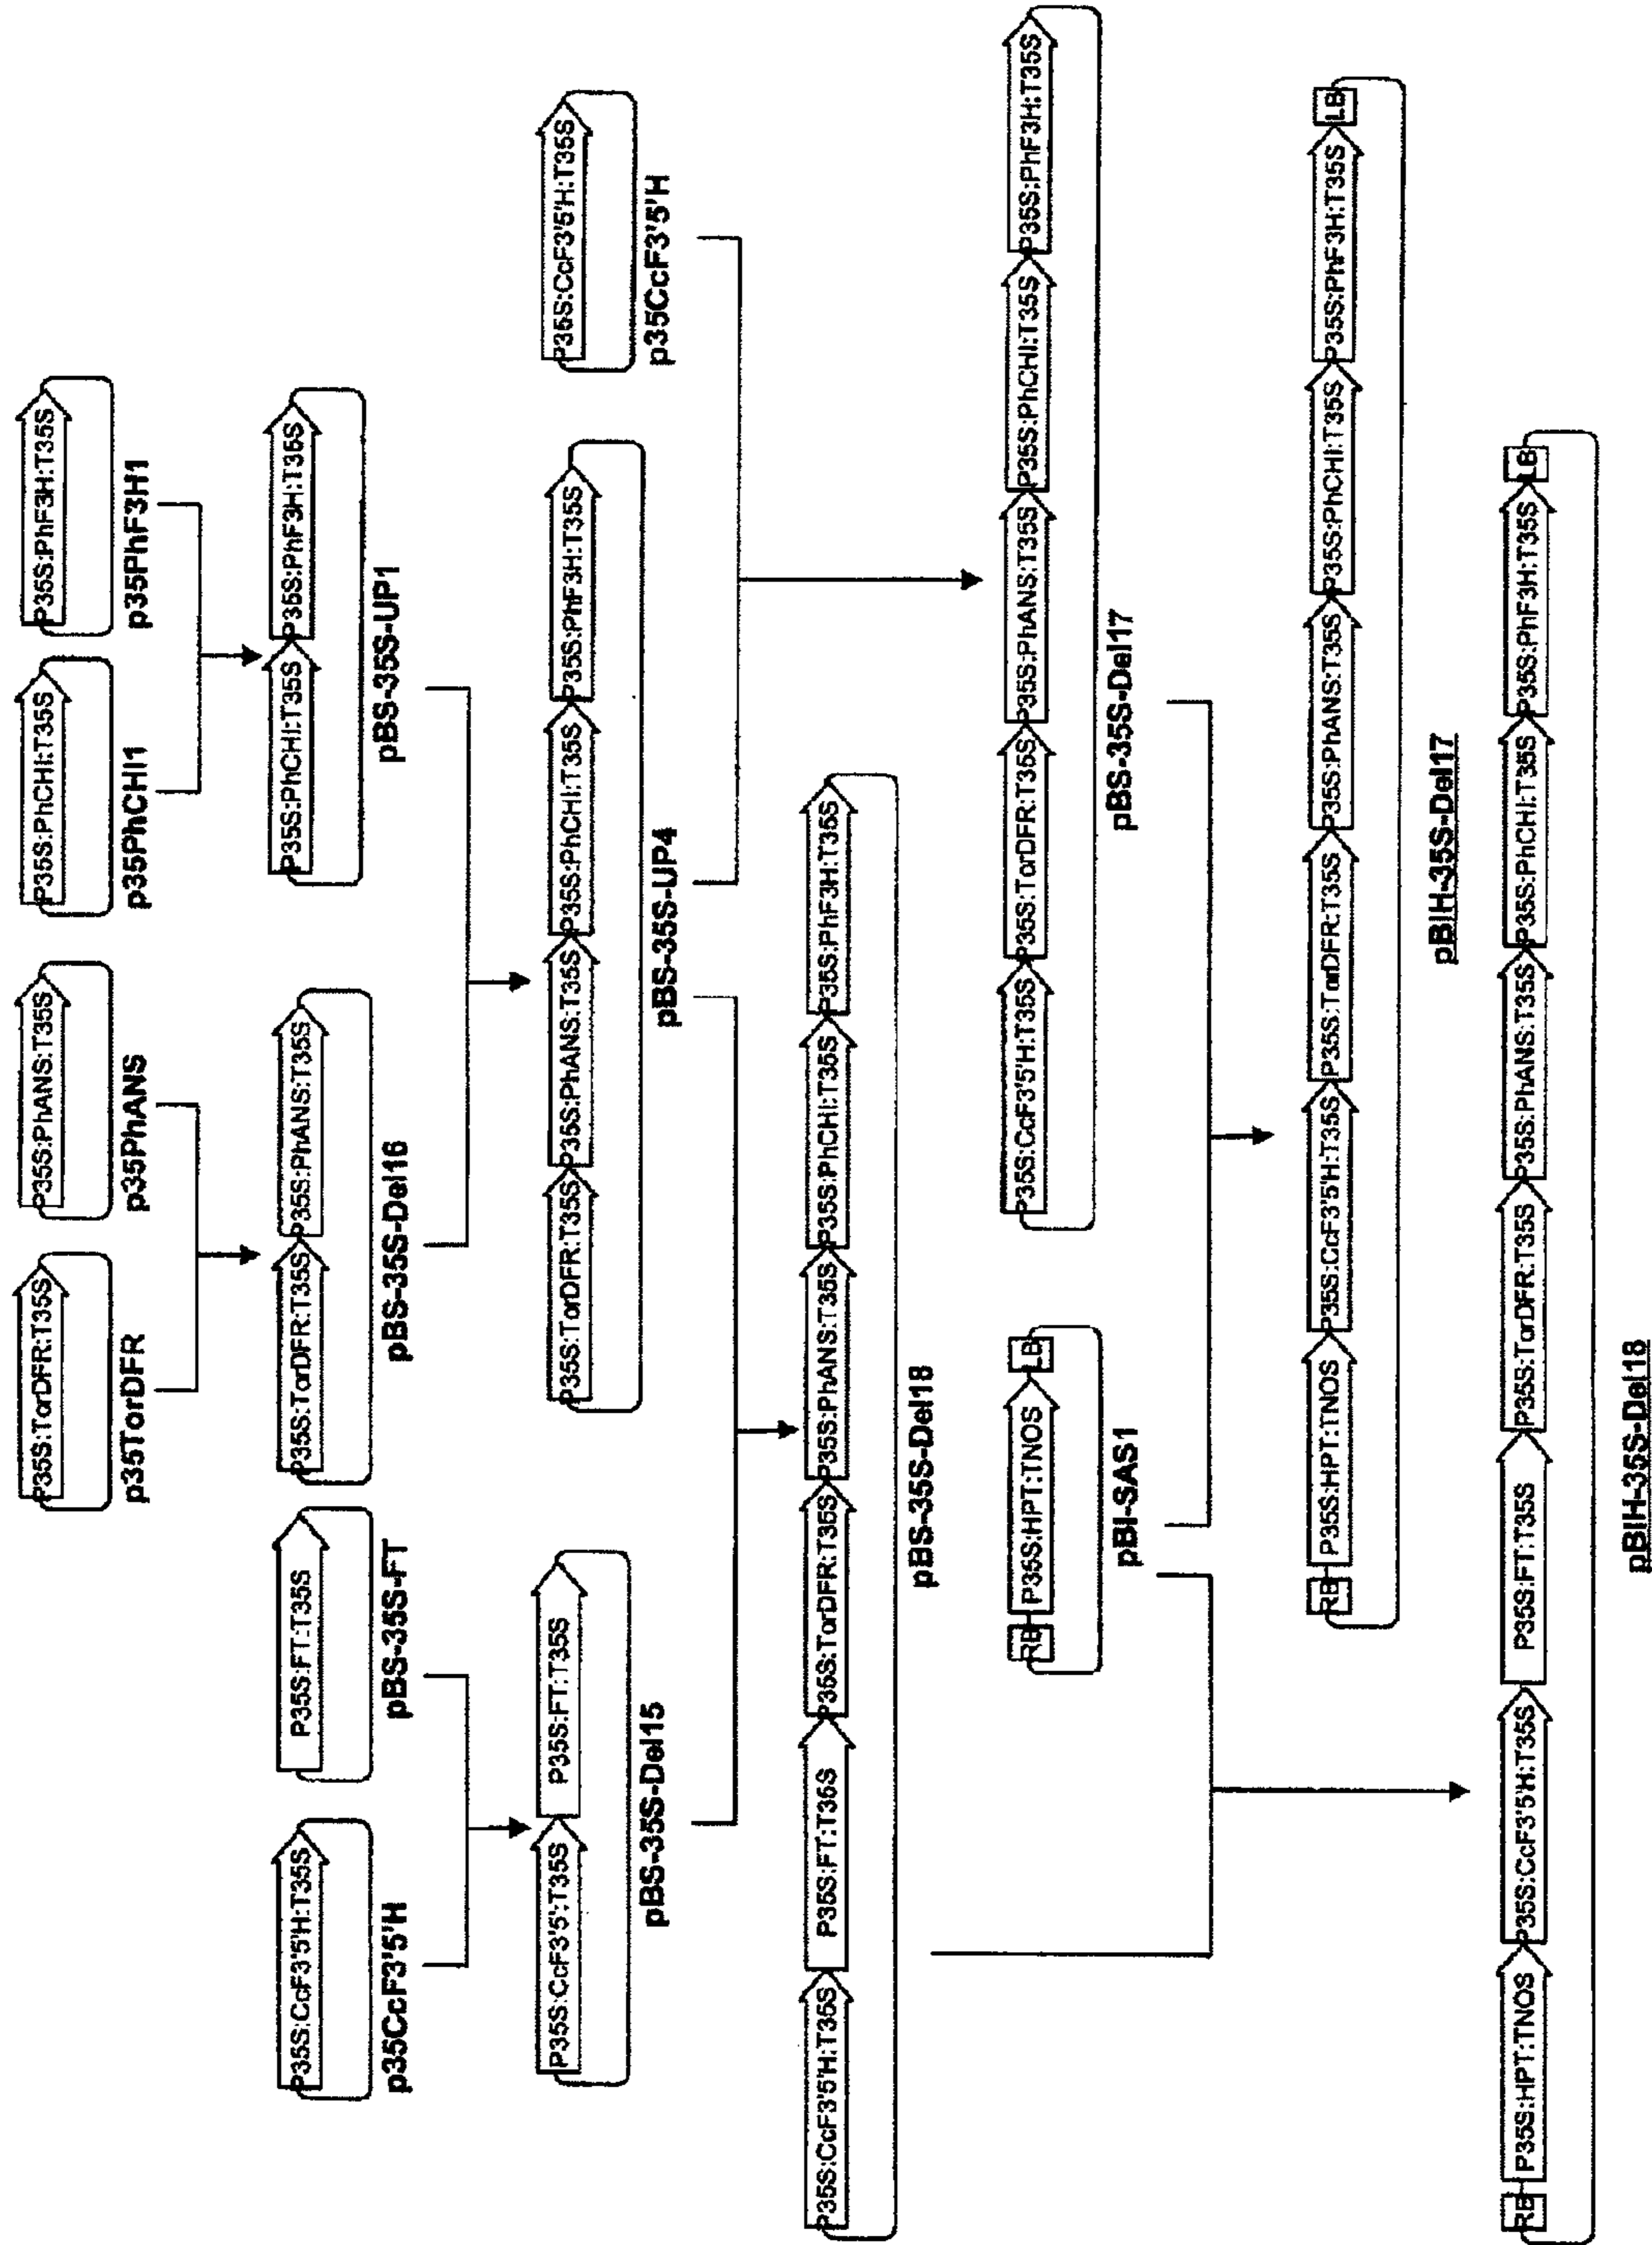 P35S:TorDFR:T35S P35S:PhANS:T35S P35S:PhCHI:T35S P35S:PhF3H:T35S
p35TorDFR p35PhANS p35PhCHI1 p35PhF3H1
P35S:CcF3'5'H:T35S P35S:FT:T35S P35S:TorDFR:T35S P35S:PhANS:T35S P35S:PhCHI:T35S P35S:PhF3H:T35S
p35CcF3'5'H pBS-35S-FT pBS-35S-Del16 pBS-35S-UP1
P35S:CcF3'5':T35S P35S:FT:T35S P35S:TorDFR:T35S P35S:PhANS:T35S P35S:PhCHI:T35S P35S:PhF3H:T35S P35S:CcF3'5'H:T35S
pBS-35S-Del15 pBS-35S-UP4 p35CcF3'5'H
P35S:CcF3'5'H:T35S P35S:FT:T35S P35S:TorDFR:T35S P35S:PhANS:T35S P35S:PhCHI:T35S P35S:PhF3H:T35S
pBS-35S-Del18
RB P35S:HPT:TNOS LB P35S:CcF3'5'H:T35S P35S:TorDFR:T35S P35S:PhANS:T35S P35S:PhCHI:T35S P35S:PhF3H:T35S
pBI-SAS1 pBS-35S-Del17
RB P35S:HPT:TNOS P35S:CcF3'5'H:T35S P35S:TorDFR:T35S P35S:PhANS:T35S P35S:PhCHI:T35S P35S:PhF3H:T35S LB
pBIH-35S-Del17
RB P35S:HPT:TNOS P35S:CcF3'5'H:T35S P35S:FT:T35S P35S:TorDFR:T35S P35S:PhANS:T35S P35S:PhCHI:T35S P35S:PhF3H:T35S LB
pBIH-35S-Del18